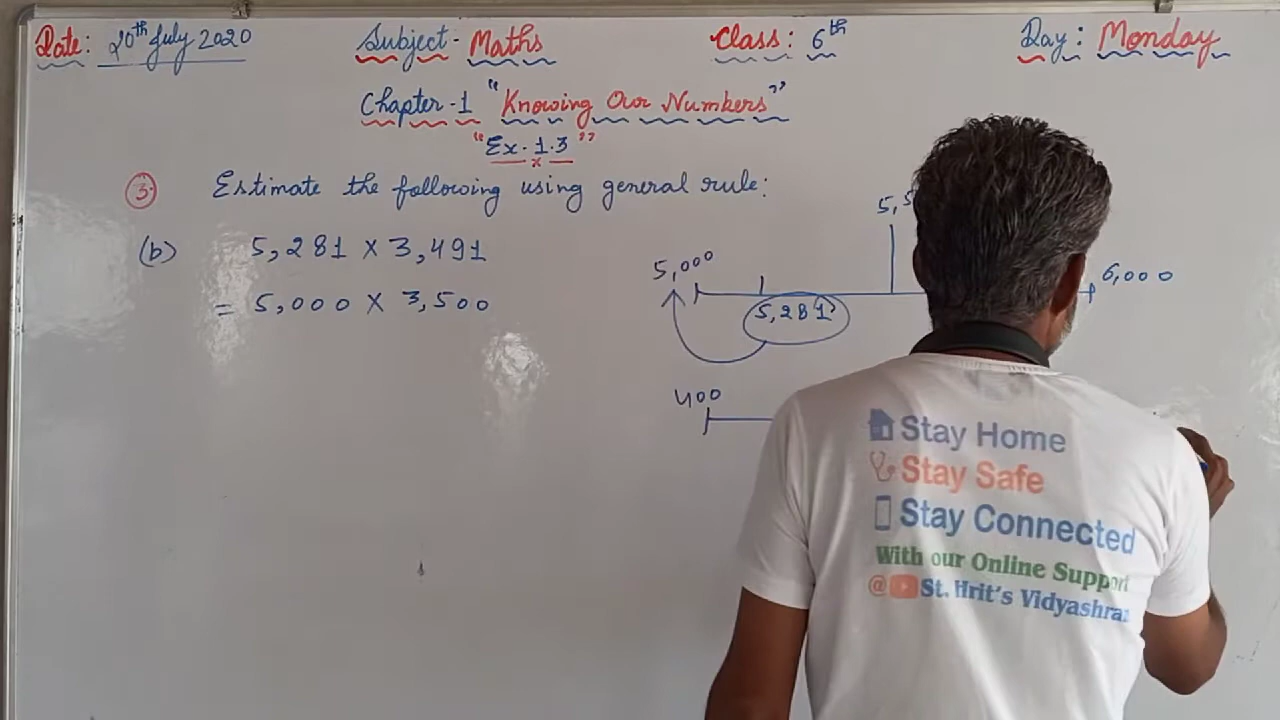 Date: 20th July 2020 Subject- Maths Class: 6th Day: Monday
Chapter-1 "Knowing Our Numbers"
"Ex-1.3"
3. Estimate the following using general rule:
(b) 5,281 X 3,491
= 5,000 X 3,500
5,5
5,000 6,000
5,281
400
Stay Home
Stay Safe
Stay Connected
With our Online Support
@ St. Hrit's